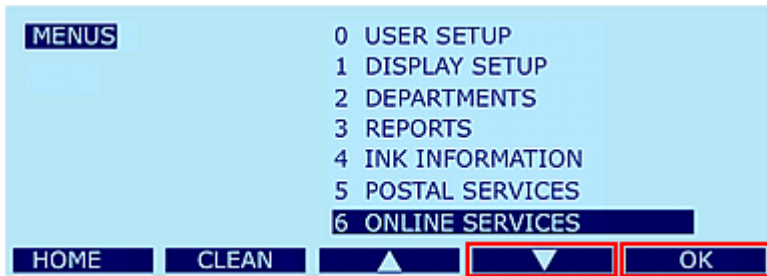 MENUS
0 USER SETUP
1 DISPLAY SETUP
2 DEPARTMENTS
3 REPORTS
4 INK INFORMATION
5 POSTAL SERVICES
6 ONLINE SERVICES
HOME CLEAN ▲ ▼ OK